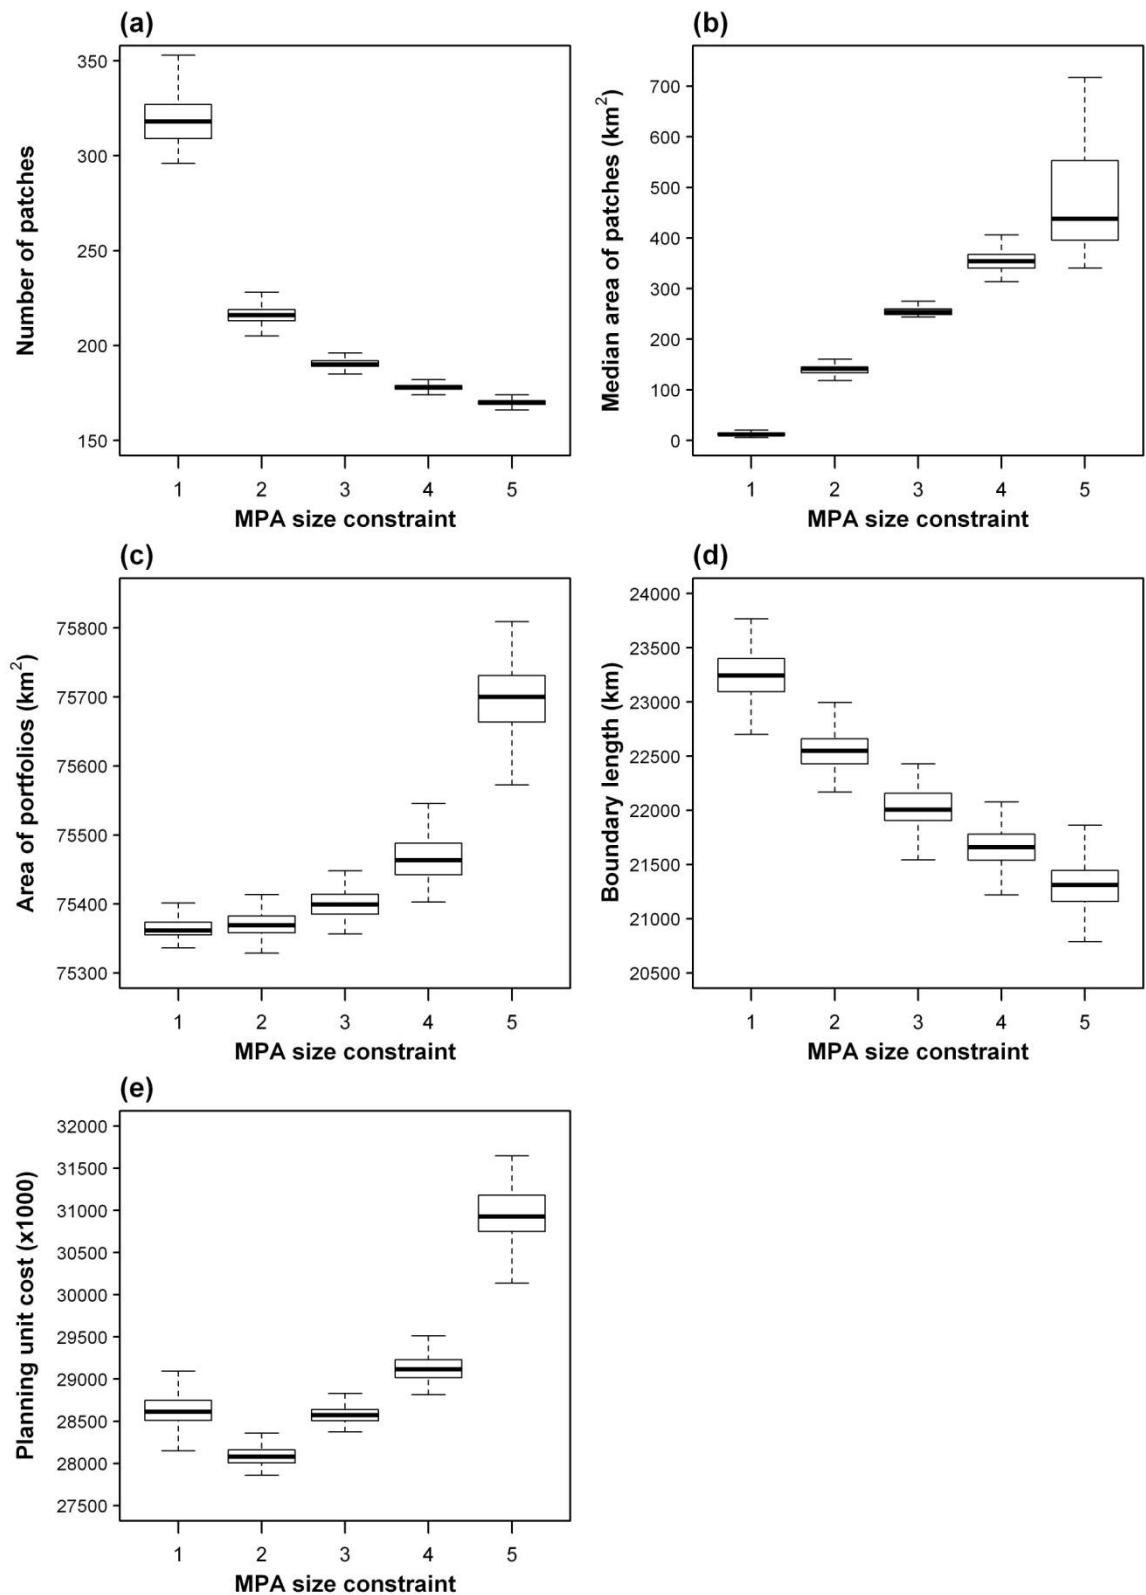 (a)
350
300
250
200
150
Number of patches
1 2 3 4 5
MPA size constraint
(b)
700
600
500
400
300
200
100
0
Median area of patches (km²)
1 2 3 4 5
MPA size constraint
(c)
75800
75700
75600
75500
75400
75300
Area of portfolios (km²)
1 2 3 4 5
MPA size constraint
(d)
24000
23500
23000
22500
22000
21500
21000
20500
Boundary length (km)
1 2 3 4 5
MPA size constraint
(e)
32000
31500
31000
30500
30000
29500
29000
28500
28000
27500
Planning unit cost (x1000)
1 2 3 4 5
MPA size constraint